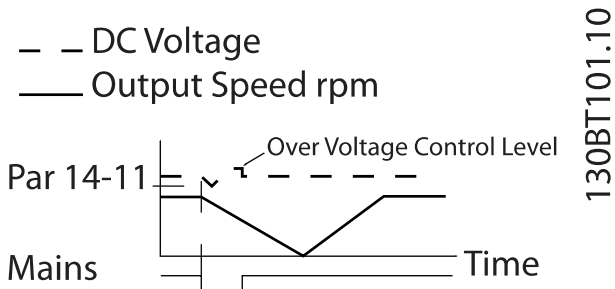 DC Voltage
Output Speed rpm
Over Voltage Control Level
Par 14-11
Time
Mains
130BT101.10